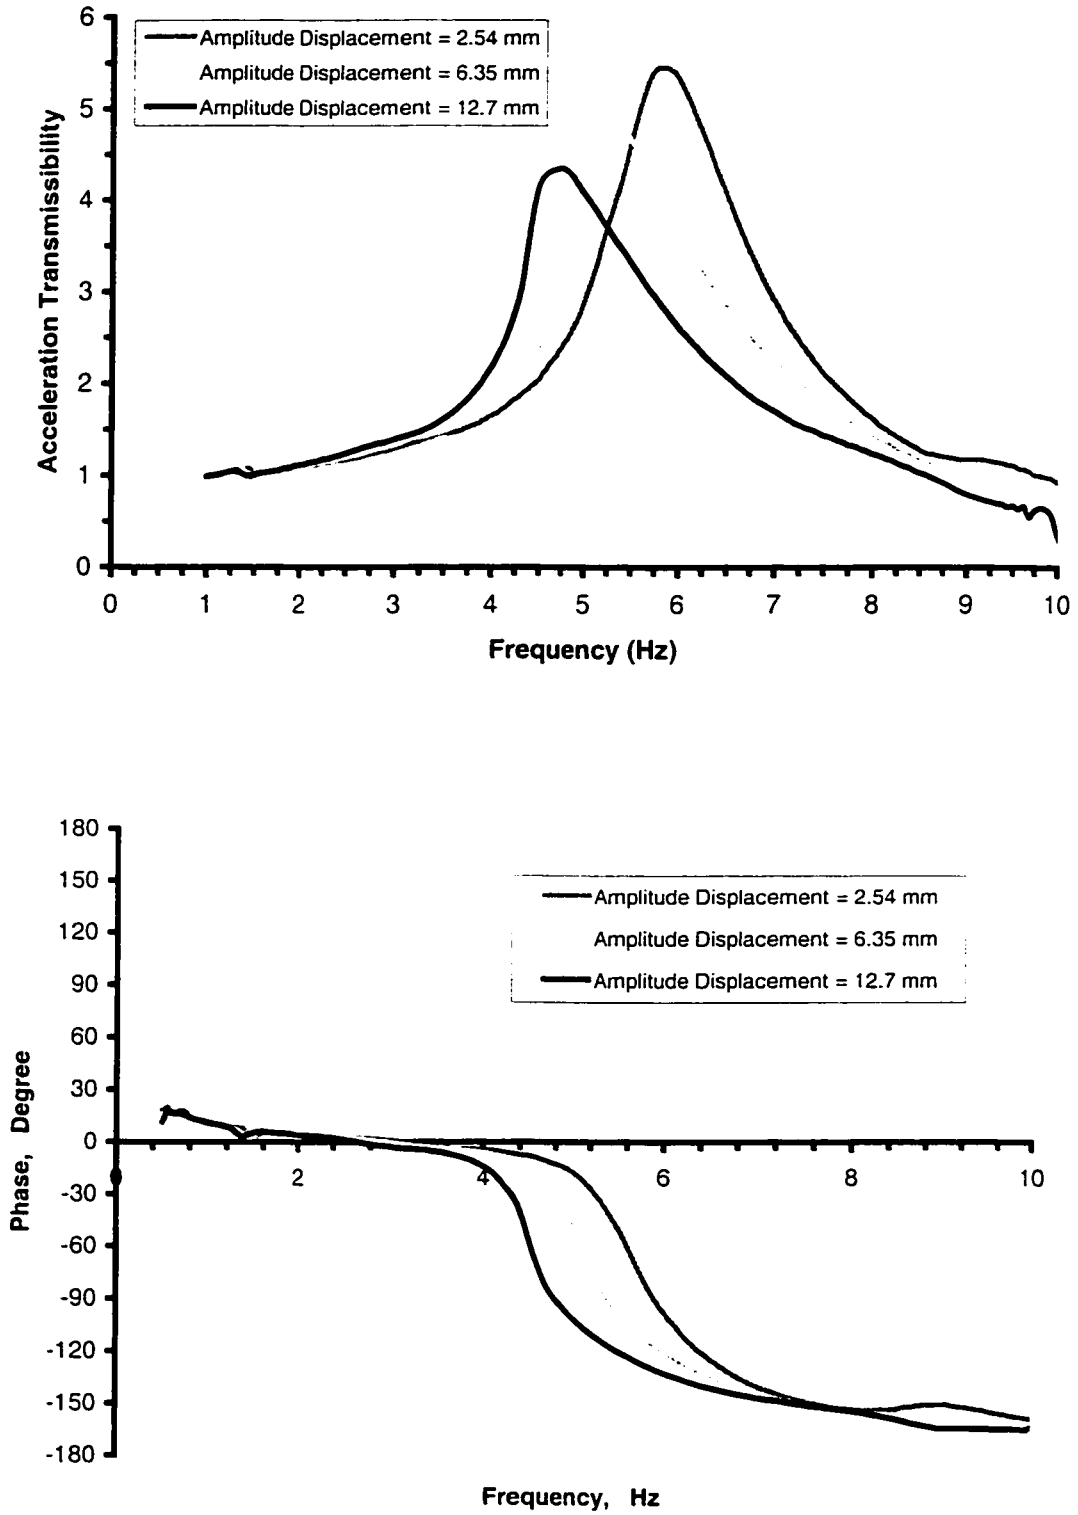 6
5
4
3
2
1
0
Acceleration Transmissibility
Amplitude Displacement = 2.54 mm
Amplitude Displacement = 6.35 mm
Amplitude Displacement = 12.7 mm
0 1 2 3 4 5 6 7 8 9 10
Frequency (Hz)
180
150
120
90
60
30
0
-30
-60
-90
-120
-150
-180
Phase, Degree
Amplitude Displacement = 2.54 mm
Amplitude Displacement = 6.35 mm
Amplitude Displacement = 12.7 mm
0 2 4 6 8 10
Frequency, Hz